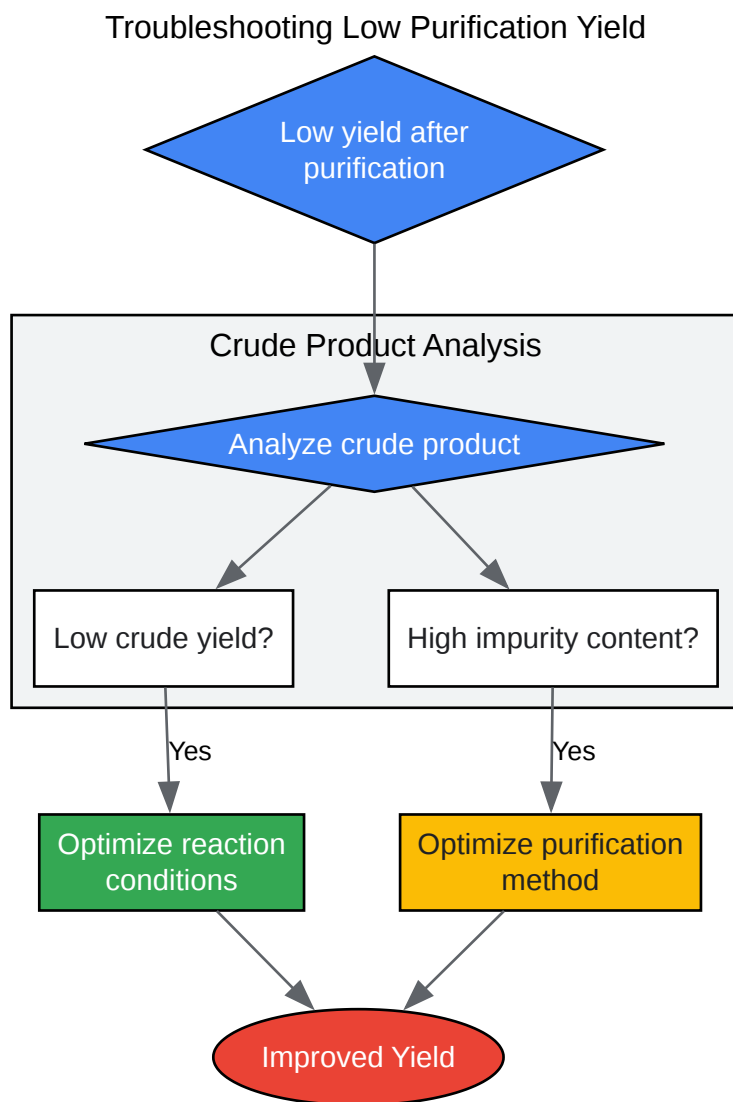 Troubleshooting Low Purification Yield
Low yield after
purification
Crude Product Analysis
Analyze crude product
Low crude yield?
High impurity content?
Yes
Yes
Optimize reaction
conditions
Optimize purification
method
Improved Yield